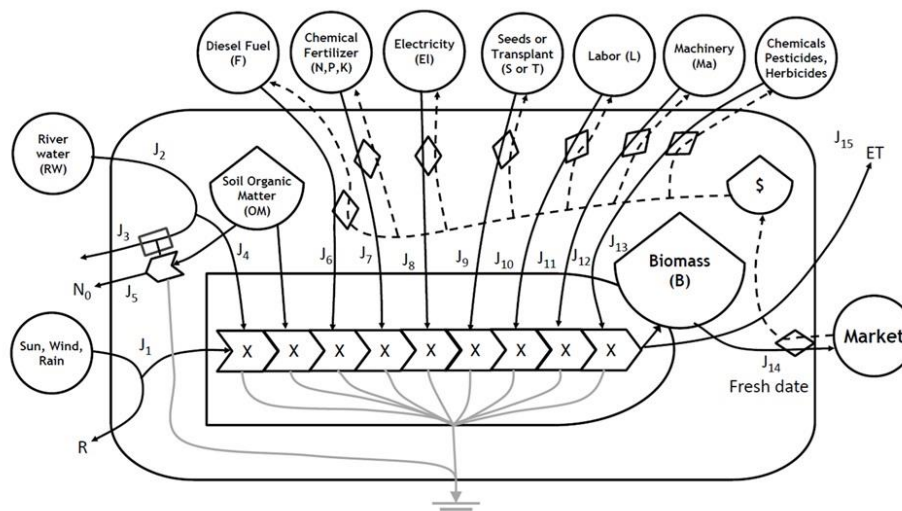 Diesel Fuel
(F)
Chemical
Fertilizer
(N,P,K)
Electricity
(El)
Seeds or
Transplant
(S or T)
Labor (L)
Machinery
(Ma)
Chemicals
Pesticides,
Herbicides
River
water
(RW)
J2
J15
ET
Soil Organic
Matter
(OM)
$
J3
J4
J6
J7
J8
J9
J10
J11
J12
J13
Biomass
(B)
N0
J5
Sun, Wind,
Rain
J1
X X X X X X X X X
Market
J14
Fresh date
R